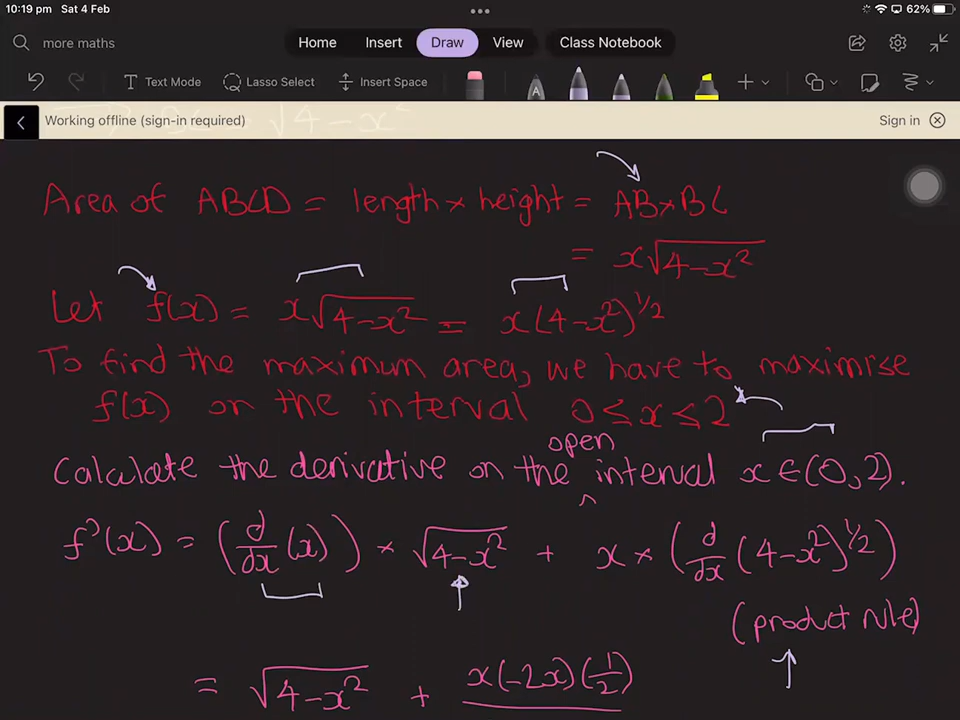 10:19 pm Sat 4 Feb 62%
more maths Home Insert Draw View Class Notebook
Text Mode Lasso Select Insert Space
Working offline (sign-in required) Sign in
Area of ABCD = length × height = AB × BC
= x√(4-x²)
Let f(x) = x√(4-x²) = x(4-x²)^1/2
To find the maximum area, we have to maximise
f(x) on the interval 0 ≤ x ≤ 2
open
Calculate the derivative on the ^ interval x ∈ (0, 2).
f'(x) = (d/dx (x)) × √(4-x²) + x × (d/dx (4-x²)^1/2)
(product rule)
= √(4-x²) + x(-2x)(1/2)